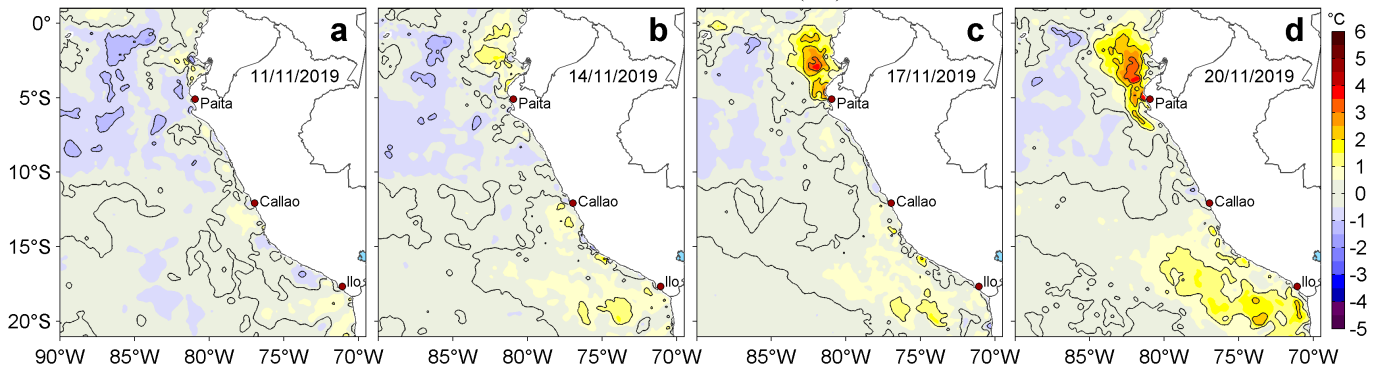 a b c d °C
0° 6
5
11/11/2019 14/11/2019 17/11/2019 20/11/2019 4
5°S Paita Paita Paita Paita 3
2
10°S 1
0
Callao Callao Callao Callao -1
15°S -2
-3
Ilo Ilo Ilo Ilo -4
20°S -5
90°W 85°W 80°W 75°W 70°W 85°W 80°W 75°W 70°W 85°W 80°W 75°W 70°W 85°W 80°W 75°W 70°W